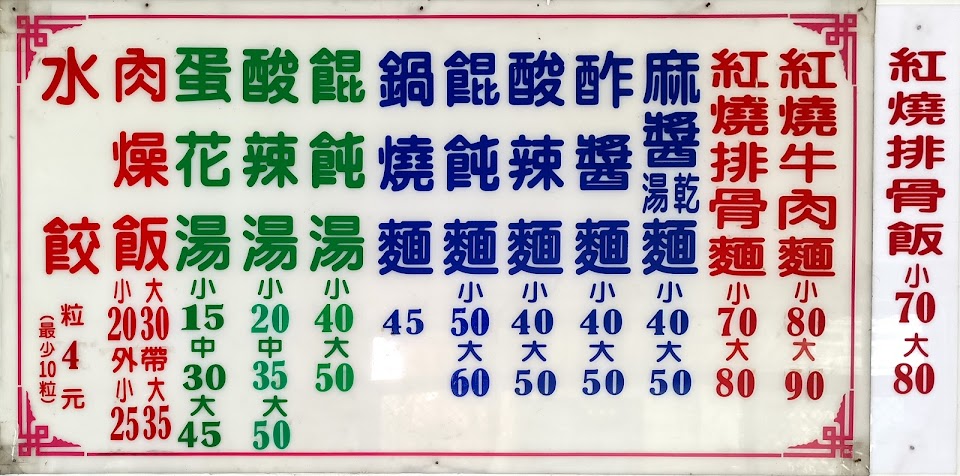 紅燒排骨飯 小70 大80
紅燒牛肉麵 小80 大90
紅燒排骨麵 小70 大80
麻醬乾湯麵 小40 大50
酢醬麵 小40 大50
酸辣麵 小40 大50
餛飩麵 小50 大60
鍋燒麵 45
餛飩湯 小40 大50
酸辣湯 小20 中35 大50
蛋花湯 小15 中30 大45
肉燥飯 大30 小20 外帶 大35 小25
水餃 粒4元 (最少10粒)